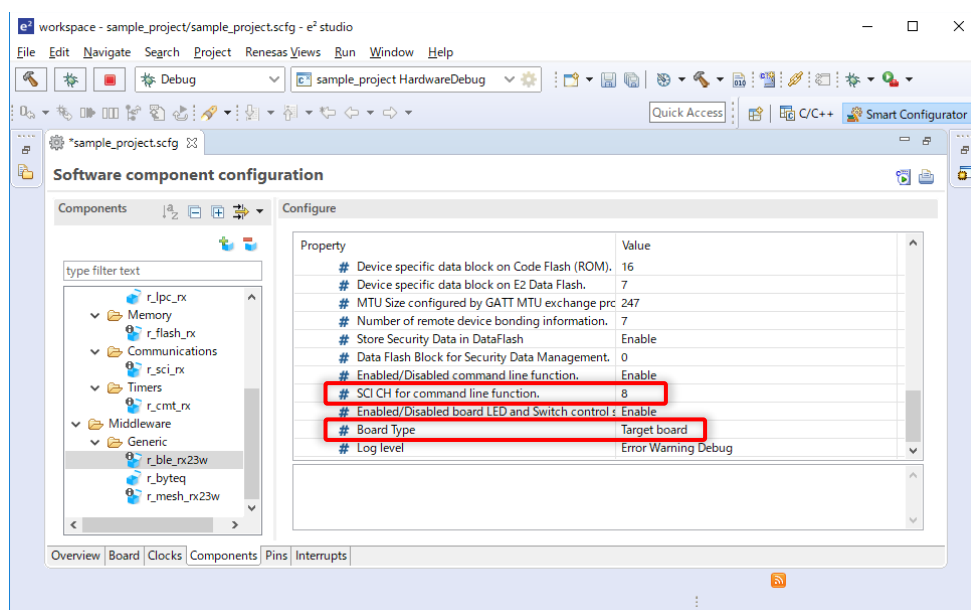 workspace - sample_project/sample_project.scfg - e² studio
File Edit Navigate Search Project Renesas Views Run Window Help
Debug sample_project HardwareDebug
Quick Access C/C++ Smart Configurator
*sample_project.scfg
Software component configuration
Components Configure
type filter text
r_lpc_rx
Memory
r_flash_rx
Communications
r_sci_rx
Timers
r_cmt_rx
Middleware
Generic
r_ble_rx23w
r_byteq
r_mesh_rx23w
Property Value
# Device specific data block on Code Flash (ROM). 16
# Device specific data block on E2 Data Flash. 7
# MTU Size configured by GATT MTU exchange prc 247
# Number of remote device bonding information. 7
# Store Security Data in DataFlash Enable
# Data Flash Block for Security Data Management. 0
# Enabled/Disabled command line function. Enable
# SCI CH for command line function. 8
# Enabled/Disabled board LED and Switch control s Enable
# Board Type Target board
# Log level Error Warning Debug
Overview Board Clocks Components Pins Interrupts